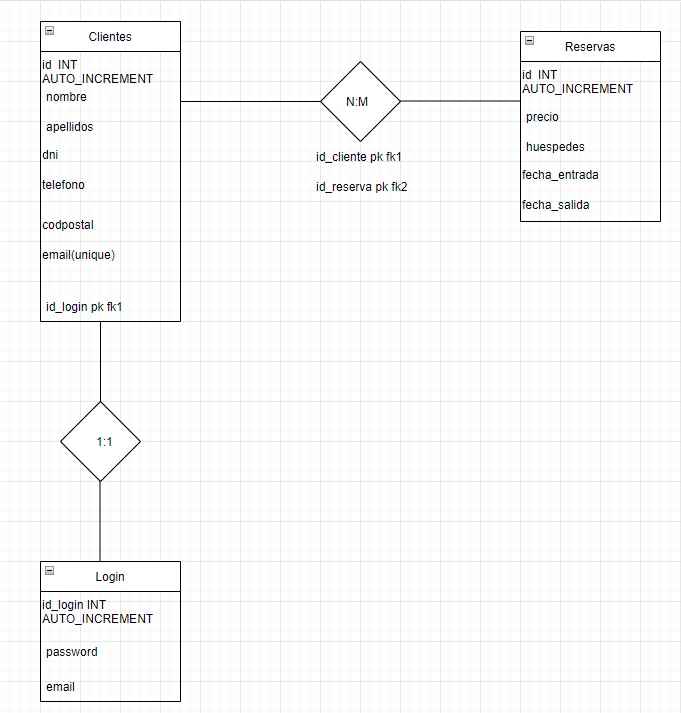 Clientes
id INT
AUTO_INCREMENT
nombre
apellidos
dni
telefono
codpostal
email(unique)
id_login pk fk1
N:M
id_cliente pk fk1
id_reserva pk fk2
Reservas
id INT
AUTO_INCREMENT
precio
huespedes
fecha_entrada
fecha_salida
1:1
Login
id_login INT
AUTO_INCREMENT
password
email